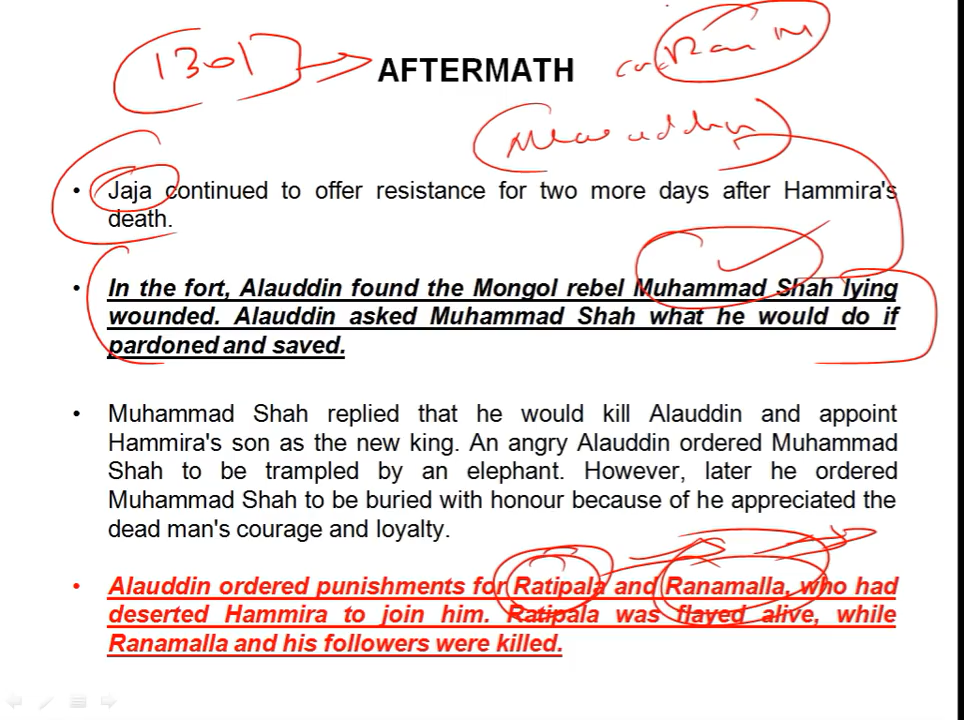 1301
AFTERMATH
• Jaja continued to offer resistance for two more days after Hammira's
death.
• In the fort, Alauddin found the Mongol rebel Muhammad Shah lying
wounded. Alauddin asked Muhammad Shah what he would do if
pardoned and saved.
• Muhammad Shah replied that he would kill Alauddin and appoint
Hammira's son as the new king. An angry Alauddin ordered Muhammad
Shah to be trampled by an elephant. However, later he ordered
Muhammad Shah to be buried with honour because of he appreciated the
dead man's courage and loyalty.
• Alauddin ordered punishments for Ratipala and Ranamalla, who had
deserted Hammira to join him. Ratipala was flayed alive, while
Ranamalla and his followers were killed.